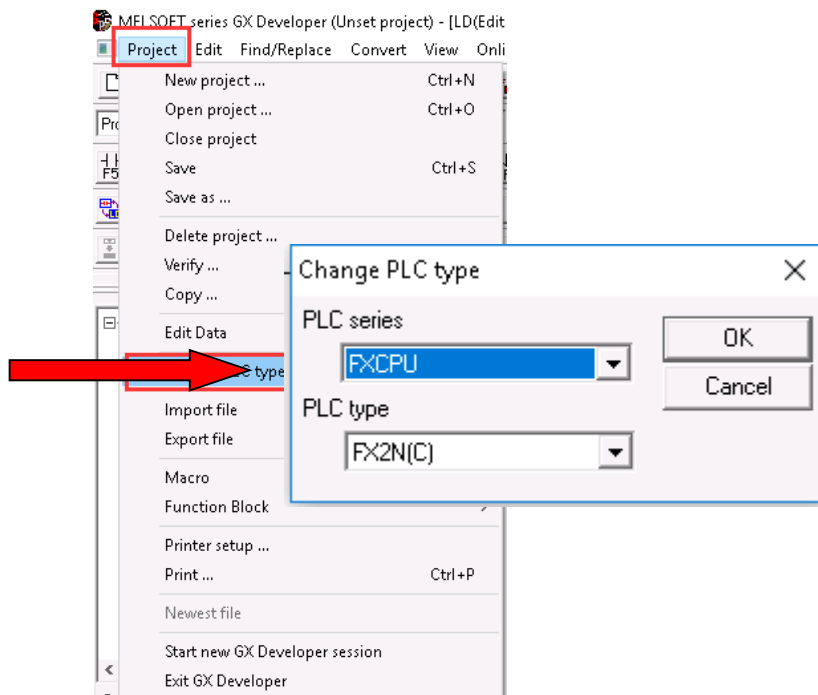 MELSOFT series GX Developer (Unset project) - [LD(Edit
Project Edit Find/Replace Convert View Onli
New project ... Ctrl+N
Open project ... Ctrl+O
Pro
Close project
F5
Save Ctrl+S
Save as ...
Delete project ...
Verify ...
Copy ...
Edit Data
type
Import file
Export file
Macro
Function Block
Printer setup ...
Print ... Ctrl+P
Newest file
Start new GX Developer session
Exit GX Developer
Change PLC type
PLC series
FXCPU
OK
Cancel
PLC type
FX2N(C)